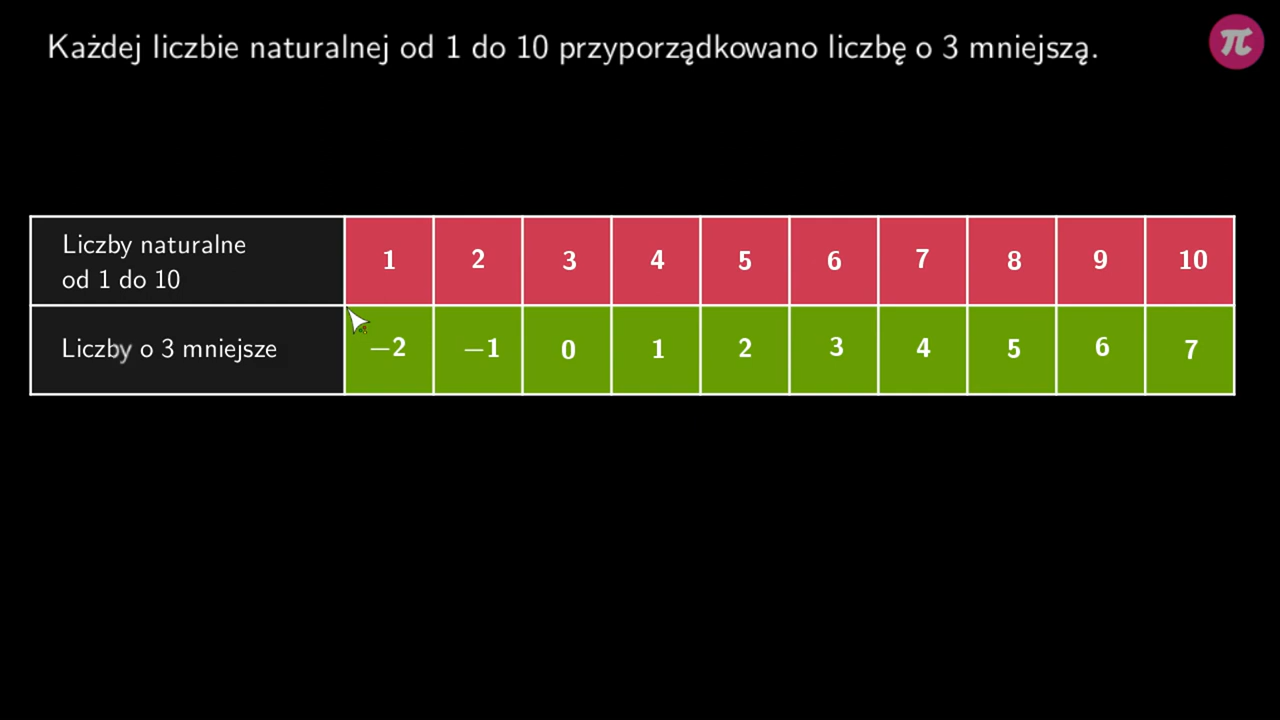 Każdej liczbie naturalnej od 1 do 10 przyporządkowano liczbę o 3 mniejszą.
π
Liczby naturalne
od 1 do 10
1 2 3 4 5 6 7 8 9 10
Liczby o 3 mniejsze
−2 −1 0 1 2 3 4 5 6 7